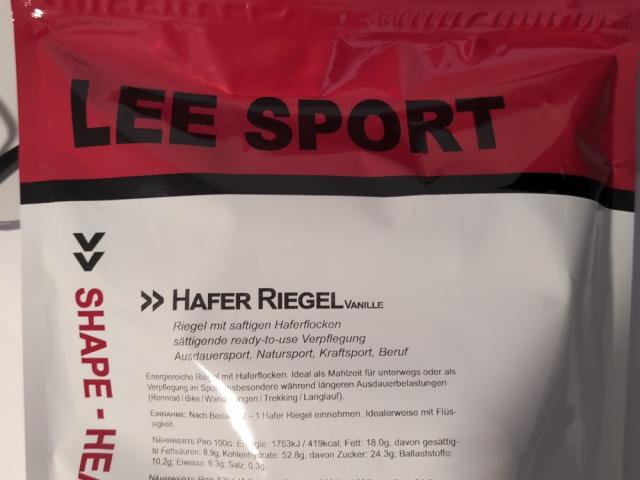 LEE SPORT
SHAPE - HEA
HAFER RIEGEL VANILLE
Riegel mit saftigen Haferflocken
sättigende ready-to-use Verpflegung
Ausdauersport, Natursport, Kraftsport, Beruf
Energiereiche Riegel mit Haferflocken. Ideal als Mahlzeit für unterwegs oder als
Verpflegung im Sport, insbesondere während längeren Ausdauerbelastungen
(Rennrad / Bike / Wanderungen / Trekking / Langlauf).
EINNAHME: Nach Bedarf 1/2 – 1 Hafer Riegel einnehmen. Idealerweise mit Flüs-
sigkeit.
NÄHRWERTE PRO 100G: Energie: 1753kJ / 419kcal; Fett: 18.0g, davon gesättig-
te Fettsäuren: 8.9g; Kohlenhydrate: 52.8g, davon Zucker: 24.3g; Ballaststoffe:
10.2g; Eiweiss: 6.3g; Salz: 0.3g.